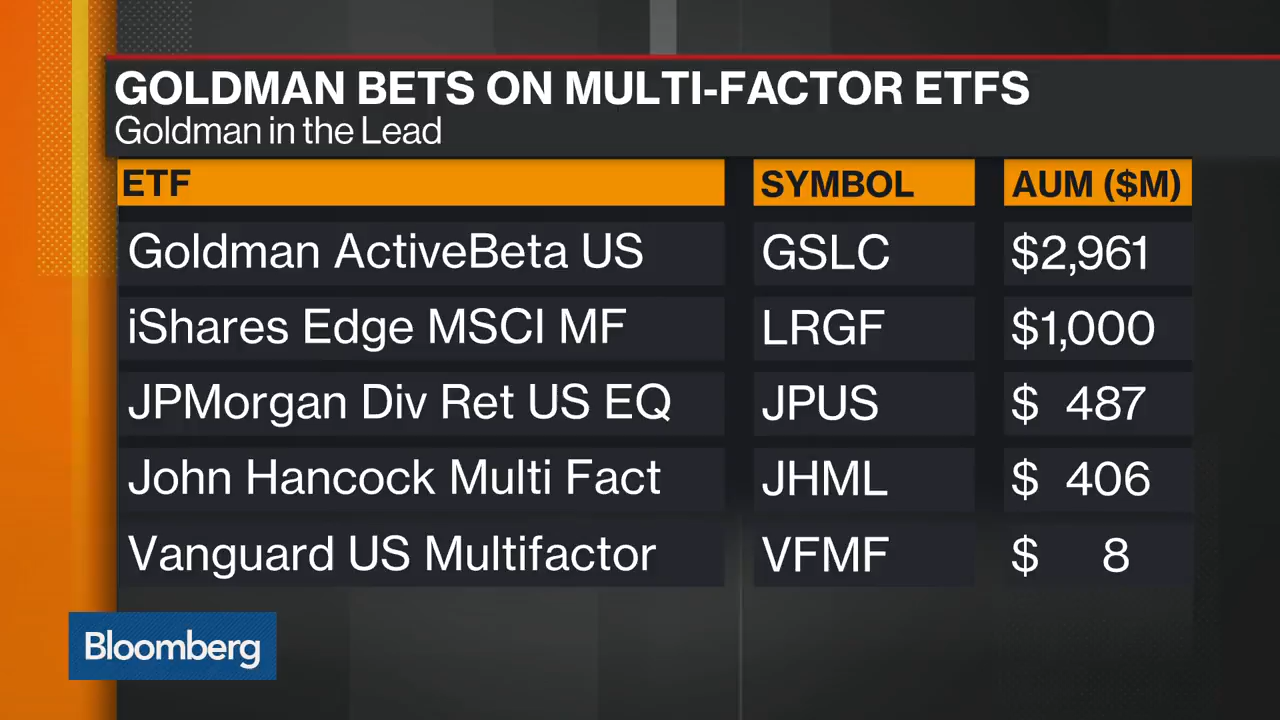 GOLDMAN BETS ON MULTI-FACTOR ETFS
Goldman in the Lead
ETF SYMBOL AUM ($M)
Goldman ActiveBeta US GSLC $2,961
iShares Edge MSCI MF LRGF $1,000
JPMorgan Div Ret US EQ JPUS $ 487
John Hancock Multi Fact JHML $ 406
Vanguard US Multifactor VFMF $ 8
Bloomberg